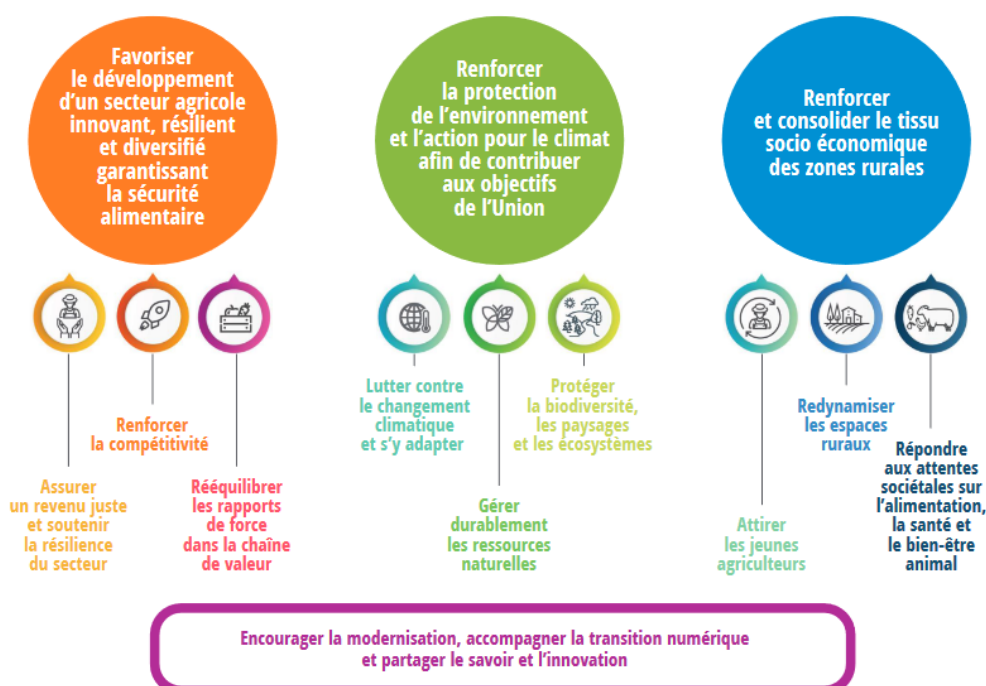 Favoriser
le développement
d'un secteur agricole
innovant, résilient
et diversifié
garantissant
la sécurité
alimentaire
Renforcer
la protection
de l'environnement
et l'action pour le climat
afin de contribuer
aux objectifs
de l'Union
Renforcer
et consolider le tissu
socio économique
des zones rurales
Assurer
un revenu juste
et soutenir
la résilience
du secteur
Renforcer
la compétitivité
Rééquilibrer
les rapports
de force
dans la chaîne
de valeur
Lutter contre
le changement
climatique
et s'y adapter
Gérer
durablement
les ressources
naturelles
Protéger
la biodiversité,
les paysages
et les écosystèmes
Attirer
les jeunes
agriculteurs
Redynamiser
les espaces
ruraux
Répondre
aux attentes
sociétales sur
l'alimentation,
la santé et
le bien-être
animal
Encourager la modernisation, accompagner la transition numérique
et partager le savoir et l'innovation